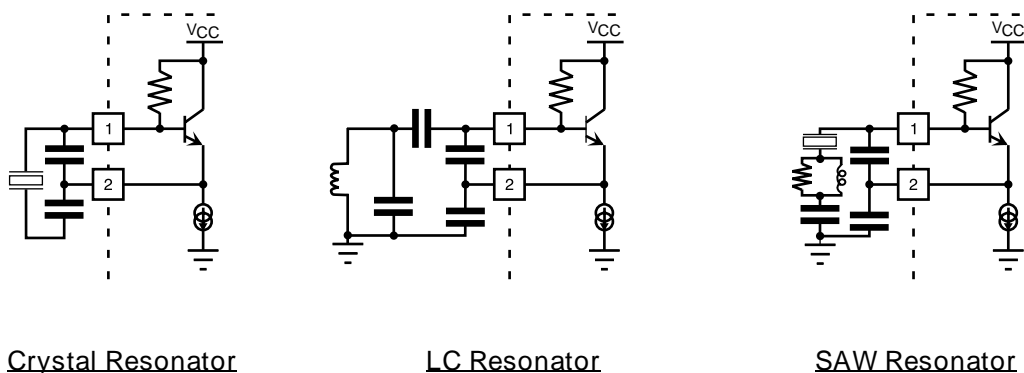 VCC
VCC
VCC
1
1
1
2
2
2
Crystal Resonator
LC Resonator
SAW Resonator